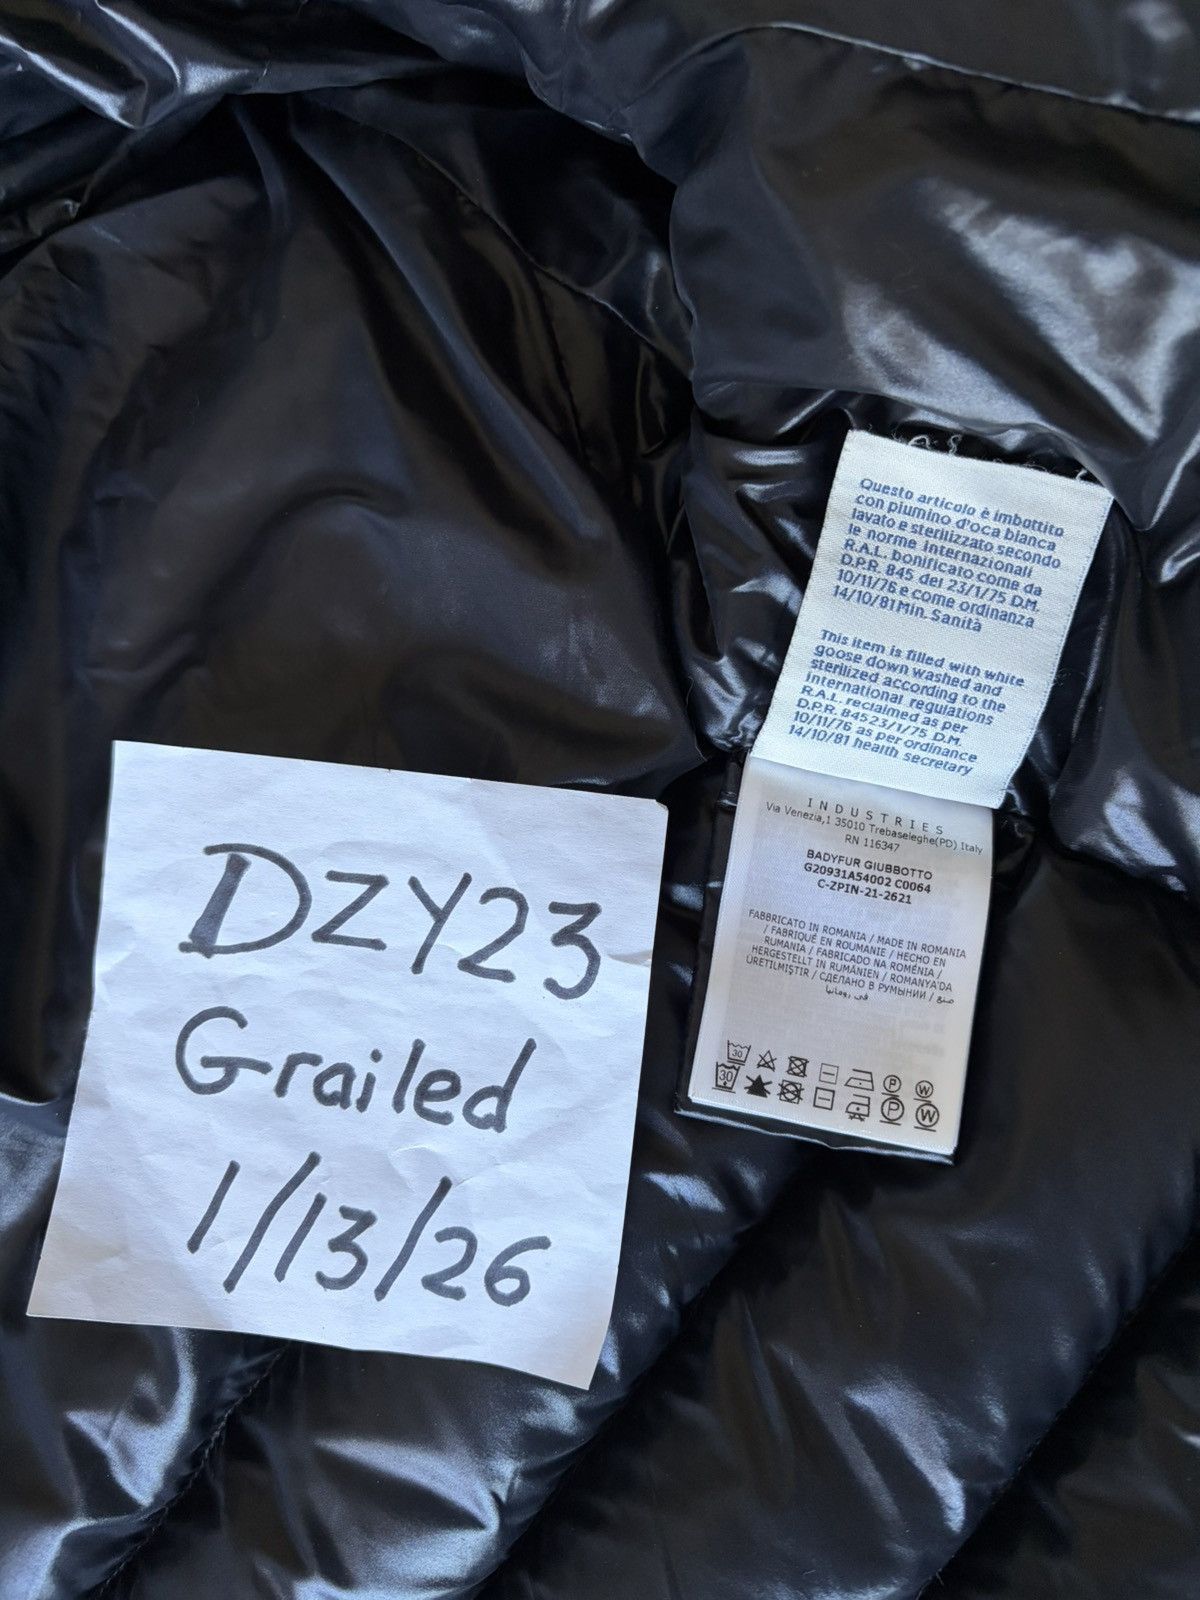 Questo articolo è imbottito
con piumino d'oca bianca
lavato e sterilizzato secondo
le norme internazionali
R.A.L. bonificato come da
D.P.R. 845 del 23/1/75 D.M.
10/11/76 e come ordinanza
14/10/81 Min. Sanità
This item is filled with white
goose down washed and
sterilized according to the
international regulations
R.A.L. reclaimed as per
D.P.R. 84523/1/75 D.M.
10/11/76 as per ordinance
14/10/81 health secretary
INDUSTRIES
Via Venezia,1 35010 Trebaseleghe(PD) Italy
RN 116347
BADYFUR GIUBBOTTO
G20931A54002 C0064
C-ZPIN-21-2621
FABBRICATO IN ROMANIA / MADE IN ROMANIA
/ FABRIQUÉ EN ROUMANIE / HECHO EN
RUMANIA / FABRICADO NA ROMÉNIA /
HERGESTELLT IN RUMÄNIEN / ROMANYA'DA
ÜRETILMIŞTIR / СДЕЛАНО В РУМЫНИИ / صنع
في رومانيا
30 P W
30 P W
DZY23
Grailed
1/13/26